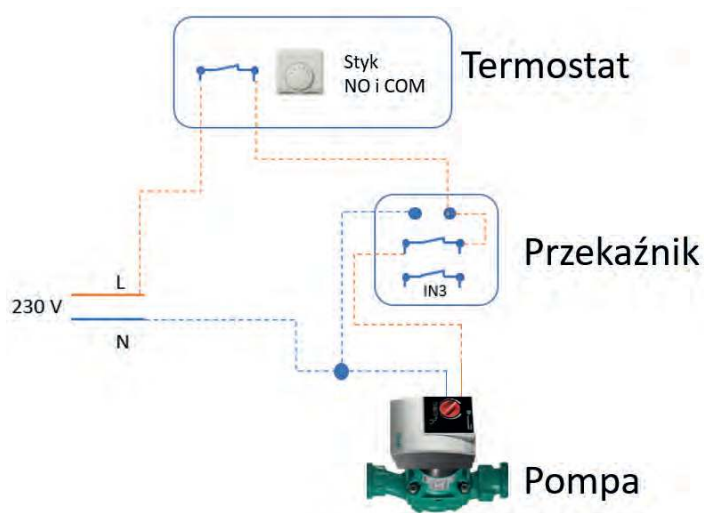 Styk
NO i COM
Termostat
Przekaźnik
IN3
L
230 V
N
Pompa